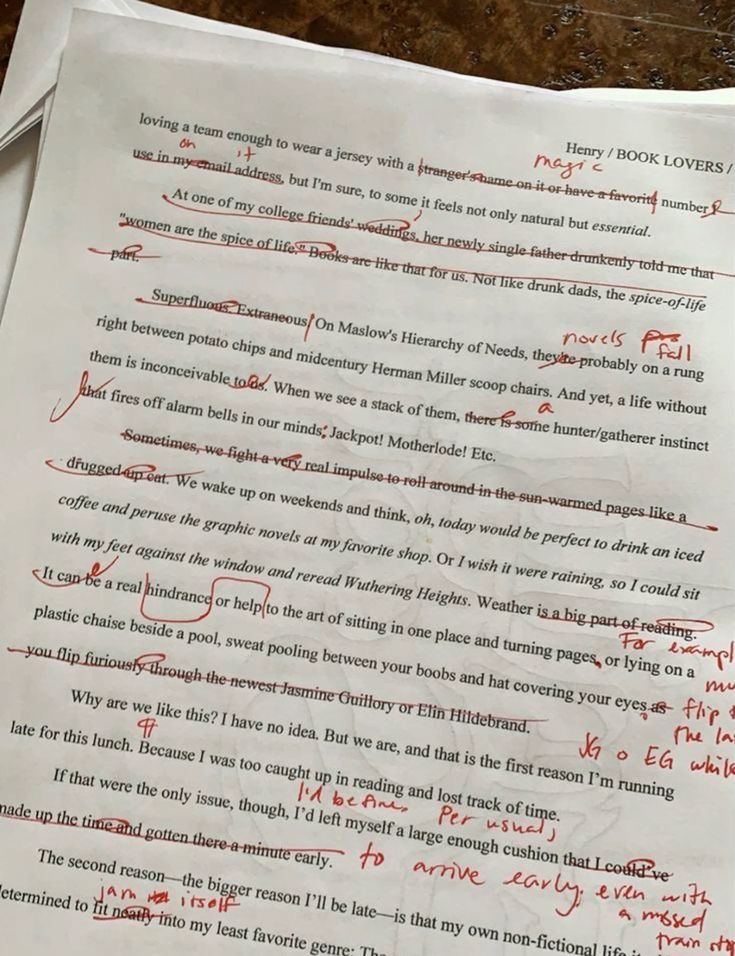 Henry / BOOK LOVERS /
loving a team enough to wear a jersey with a stranger's name on it or have a favorite number
magic
on it
use in my email address, but I'm sure, to some it feels not only natural but essential.
At one of my college friends' weddings, her newly single father drunkenly told me that
"women are the spice of life." Books are like that for us. Not like drunk dads, the spice-of-life
part.
Superfluous. Extraneous. On Maslow's Hierarchy of Needs, they're probably on a rung
novels fall
right between potato chips and midcentury Herman Miller scoop chairs. And yet, a life without
them is inconceivable to us. When we see a stack of them, there is some hunter/gatherer instinct
a
that fires off alarm bells in our minds: Jackpot! Motherlode! Etc.
Sometimes, we fight a very real impulse to roll around in the sun-warmed pages like a
drugged-up cat. We wake up on weekends and think, oh, today would be perfect to drink an iced
coffee and peruse the graphic novels at my favorite shop. Or I wish it were raining, so I could sit
with my feet against the window and reread Wuthering Heights. Weather is a big part of reading.
It can be a real hindrance or help to the art of sitting in one place and turning pages, or lying on a
For exampl
plastic chaise beside a pool, sweat pooling between your boobs and hat covering your eyes as
flip
you flip furiously through the newest Jasmine Guillory or Elin Hildebrand.
the la
JG o EG while
Why are we like this? I have no idea. But we are, and that is the first reason I'm running
late for this lunch. Because I was too caught up in reading and lost track of time.
I'd be fine, Per usual,
If that were the only issue, though, I'd left myself a large enough cushion that I could've
made up the time and gotten there a minute early.
to arrive early, even with
a missed
train sto
The second reason—the bigger reason I'll be late—is that my own non-fictional life
jam itself
determined to fit neatly into my least favorite genre: Th